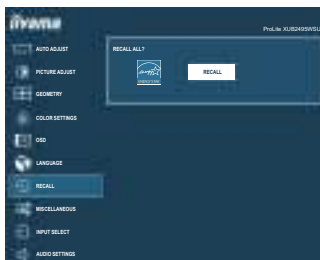 iiyama
ProLite XUB2495WSU
AUTO ADJUST
RECALL ALL?
PICTURE ADJUST
RECALL
GEOMETRY
COLOR SETTINGS
OSD
LANGUAGE
RECALL
MISCELLANEOUS
INPUT SELECT
AUDIO SETTINGS